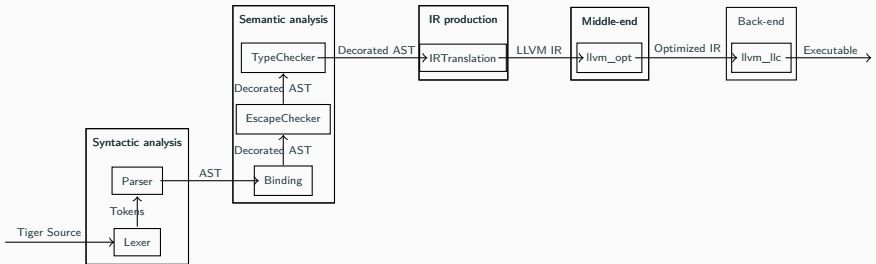 Semantic analysis
IR production
Middle-end
Back-end
TypeChecker
Decorated AST
IRTranslation
LLVM IR
llvm_opt
Optimized IR
llvm_llc
Executable
Decorated AST
EscapeChecker
Decorated AST
Binding
Syntactic analysis
Parser
AST
Tokens
Tiger Source
Lexer